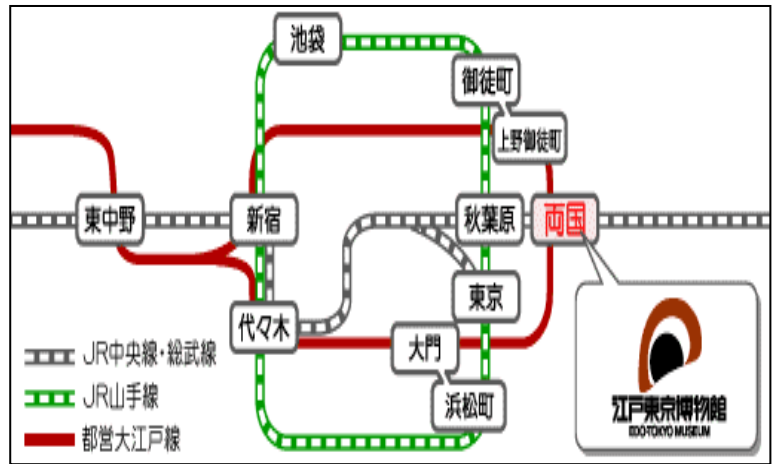 池袋
御徒町
上野御徒町
東中野
新宿
秋葉原
両国
東京
代々木
大門
浜松町
JR中央線・総武線
JR山手線
都営大江戸線
江戸東京博物館
EDO-TOKYO MUSEUM